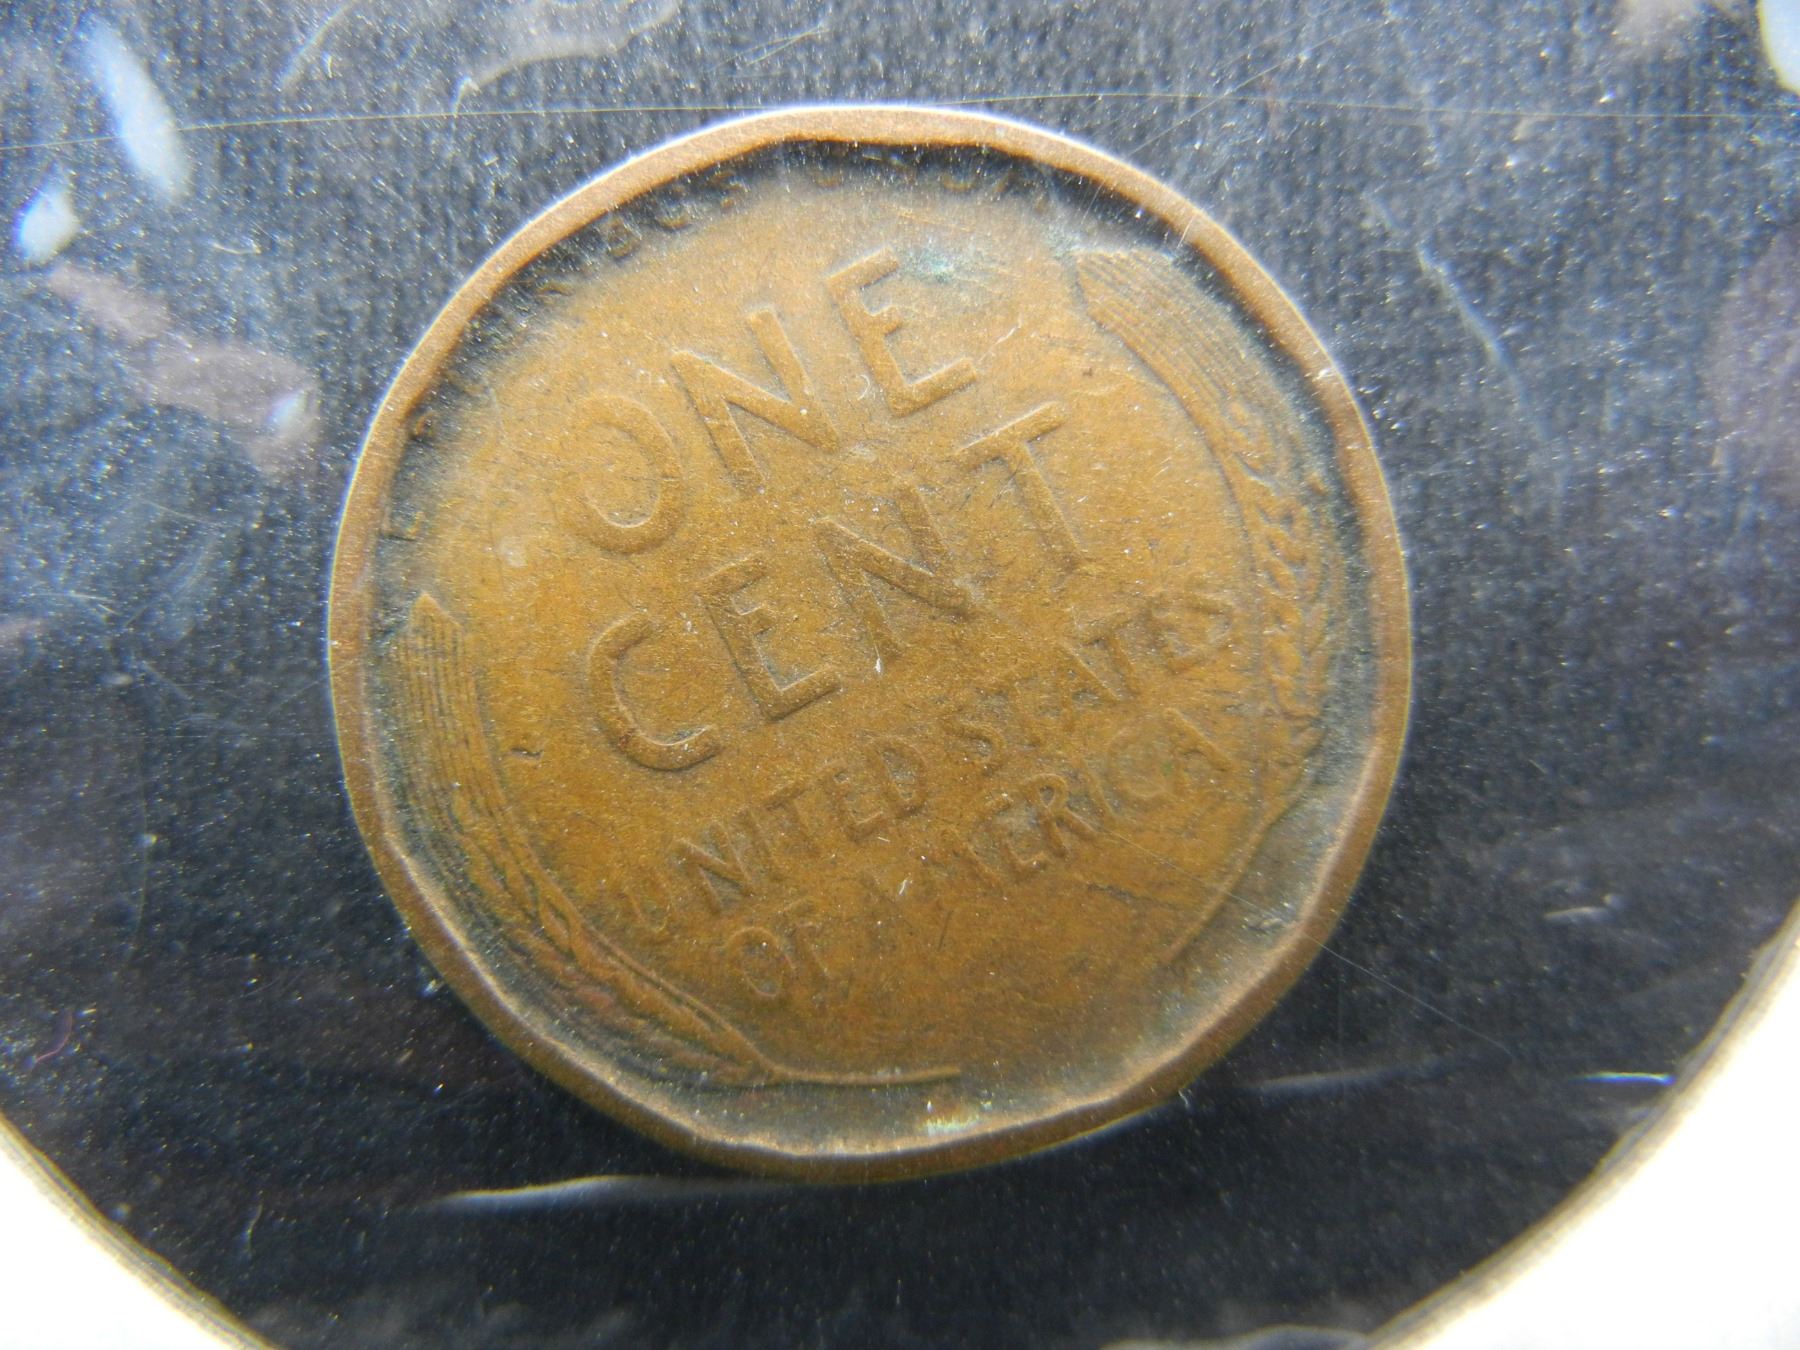 ONE
CENT
UNITED STATES
OF AMERICA